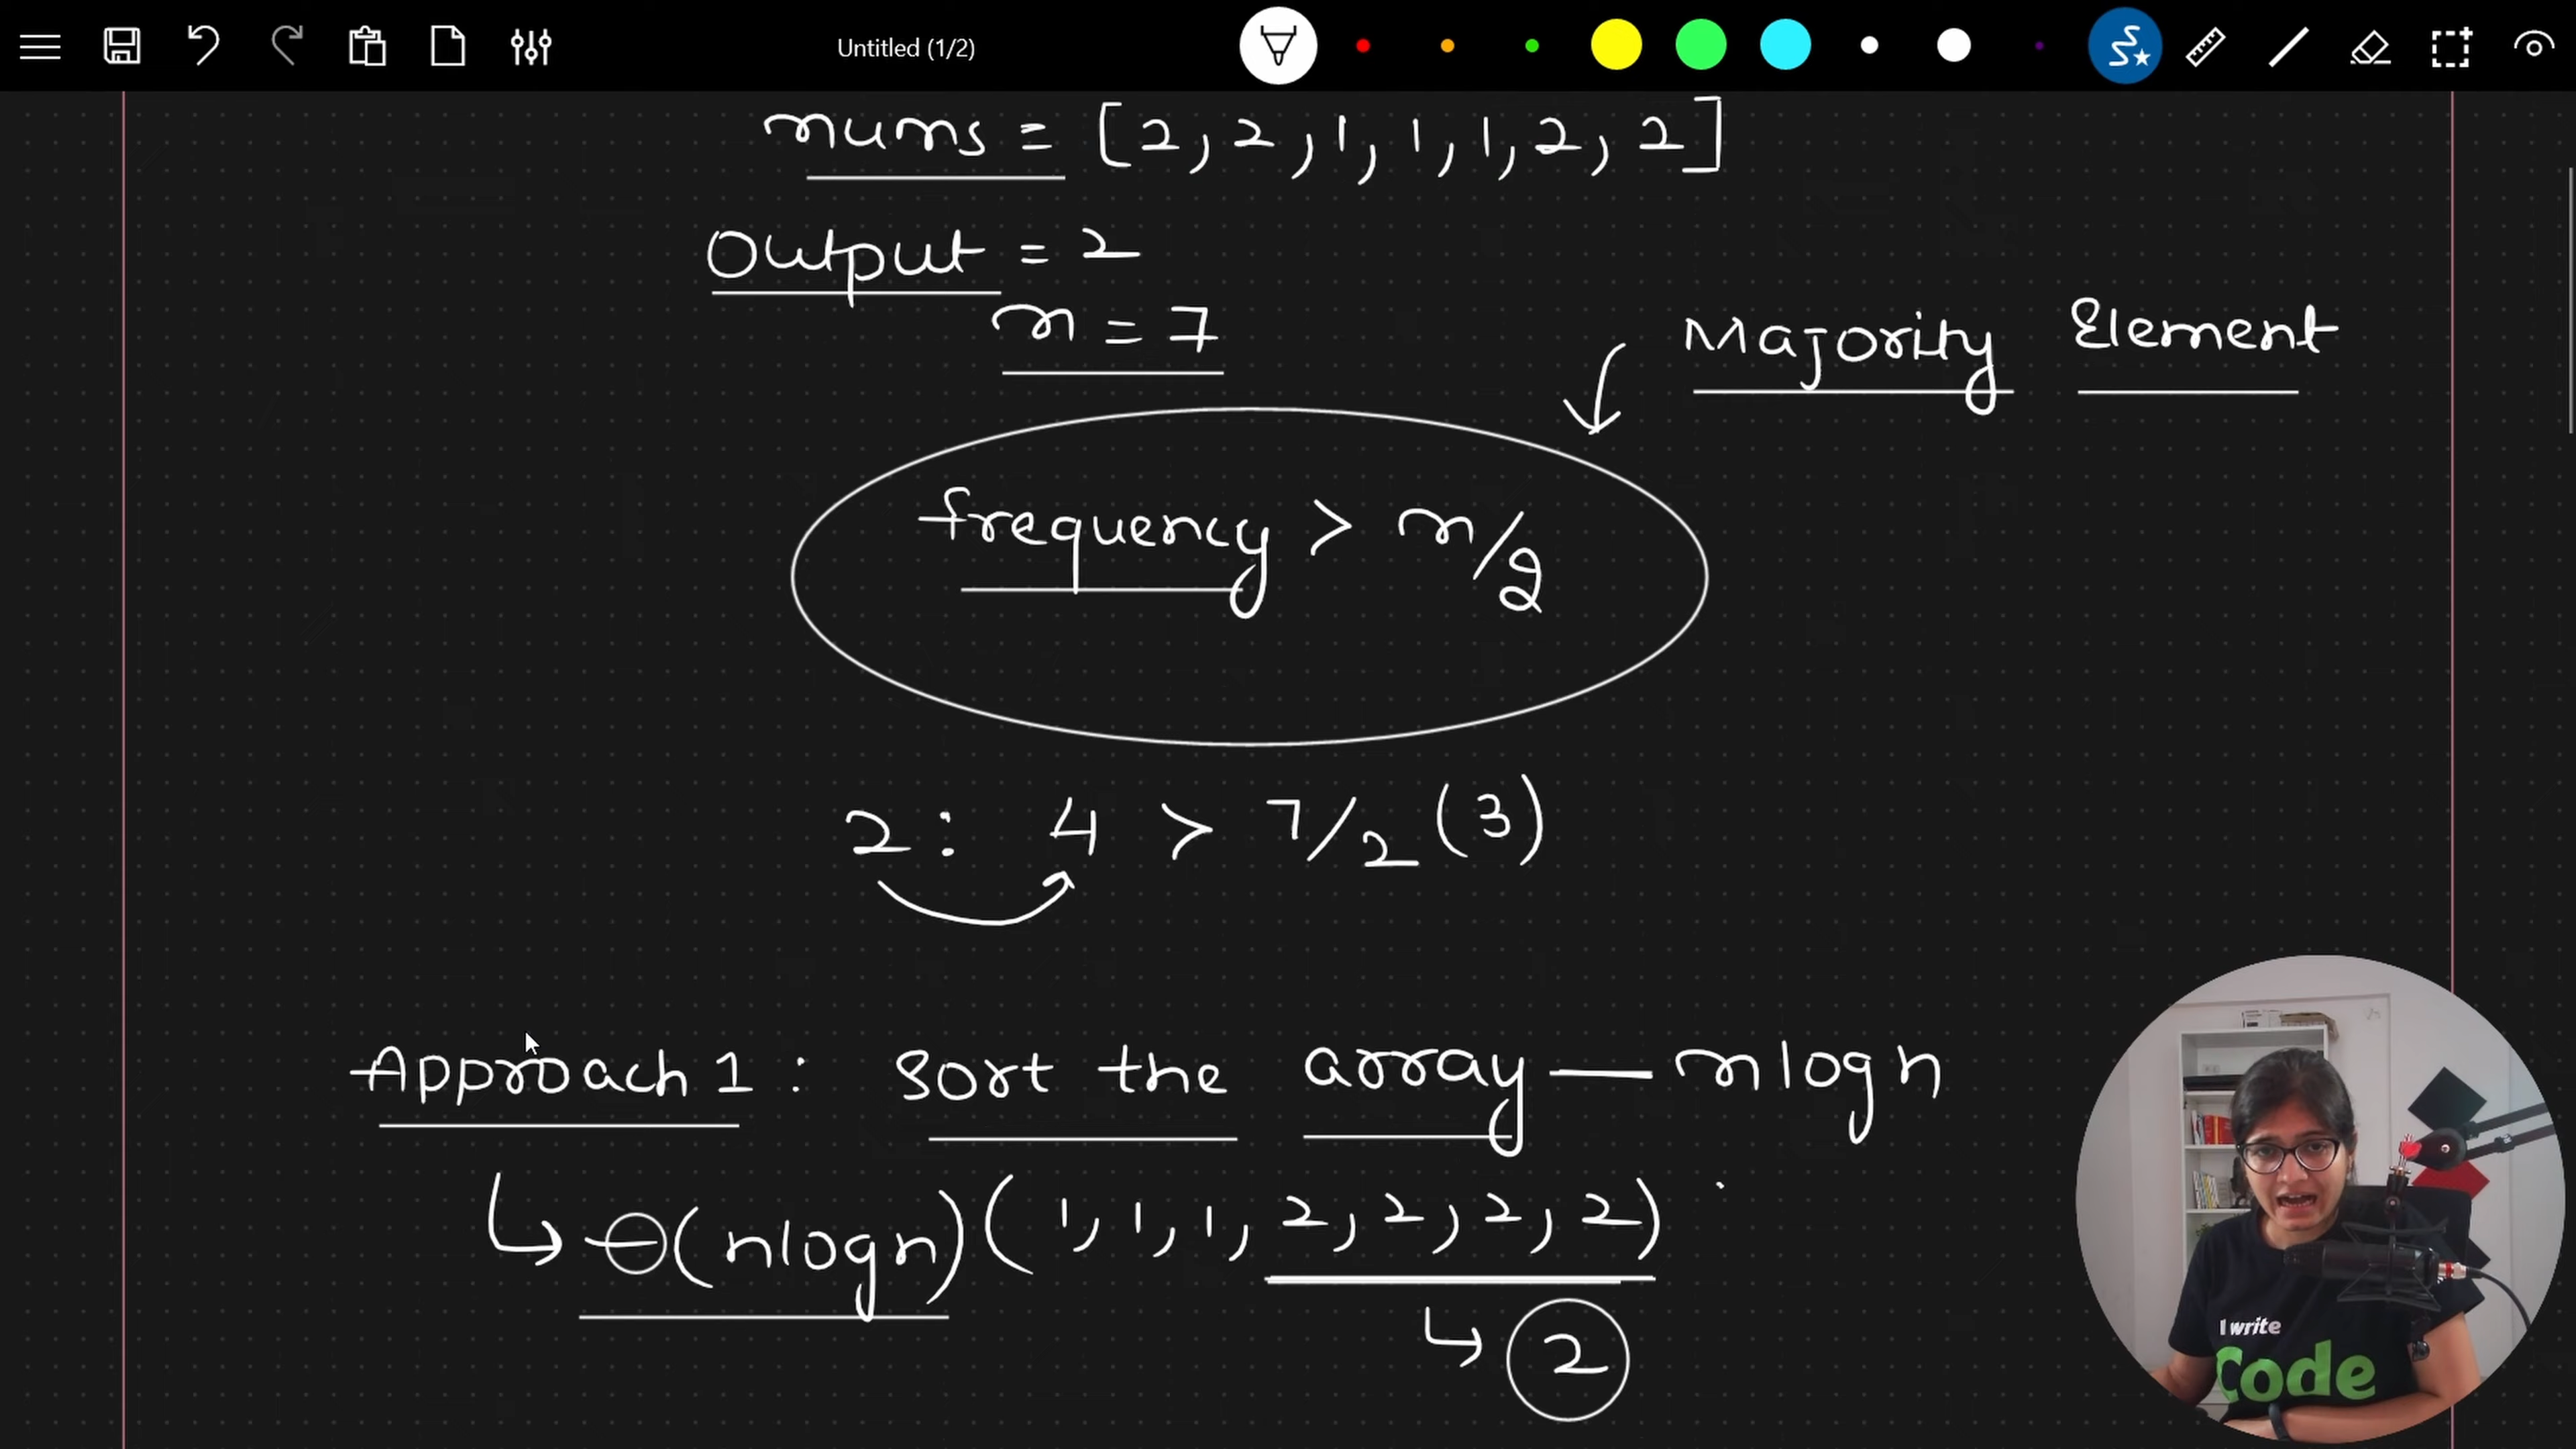 Untitled (1/2)
nums = [2, 2, 1, 1, 1, 2, 2]
Output = 2
n = 7
Majority Element
frequency > n/2
2 : 4 > 7/2 (3)
Approach 1 : Sort the array — nlogn
↳ θ(nlogn) (1, 1, 1, 2, 2, 2, 2)
↳ 2
I write
Code